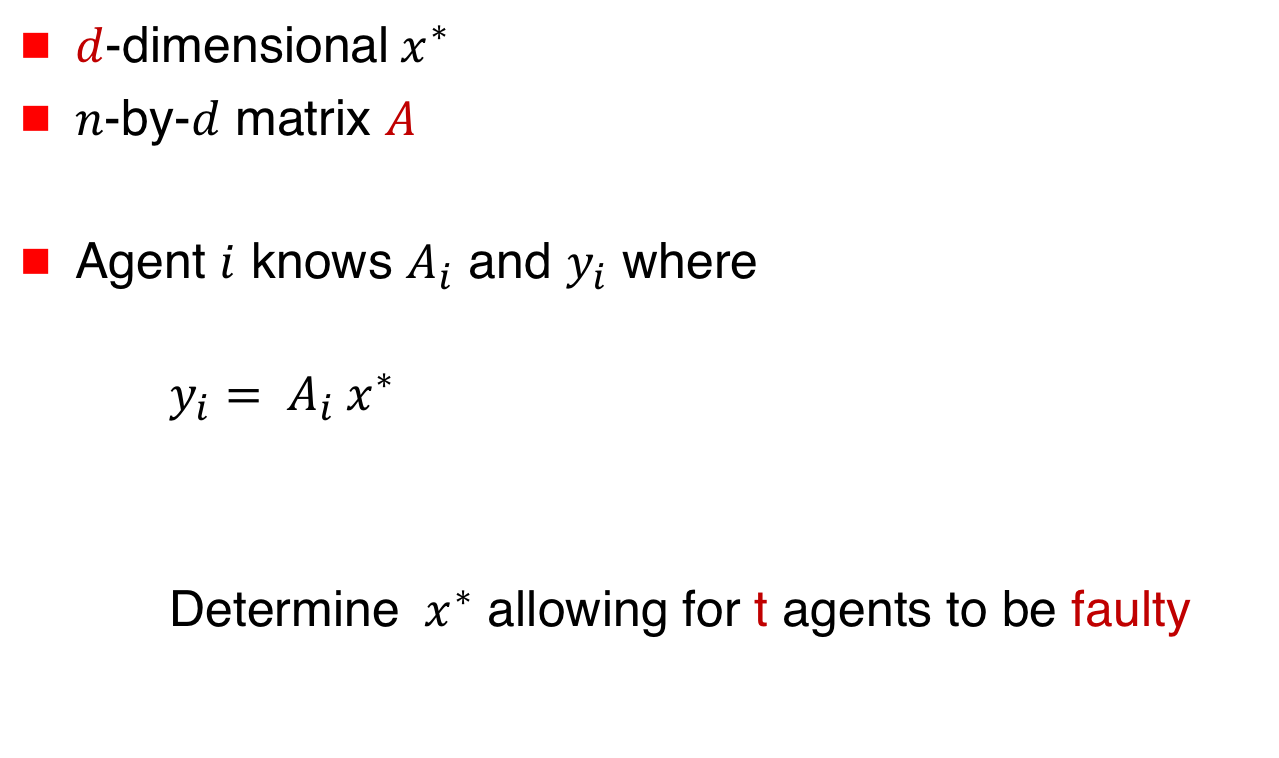 ■ d-dimensional x*
■ n-by-d matrix A
■ Agent i knows Aᵢ and yᵢ where
yᵢ = Aᵢ x*
Determine x* allowing for t agents to be faulty